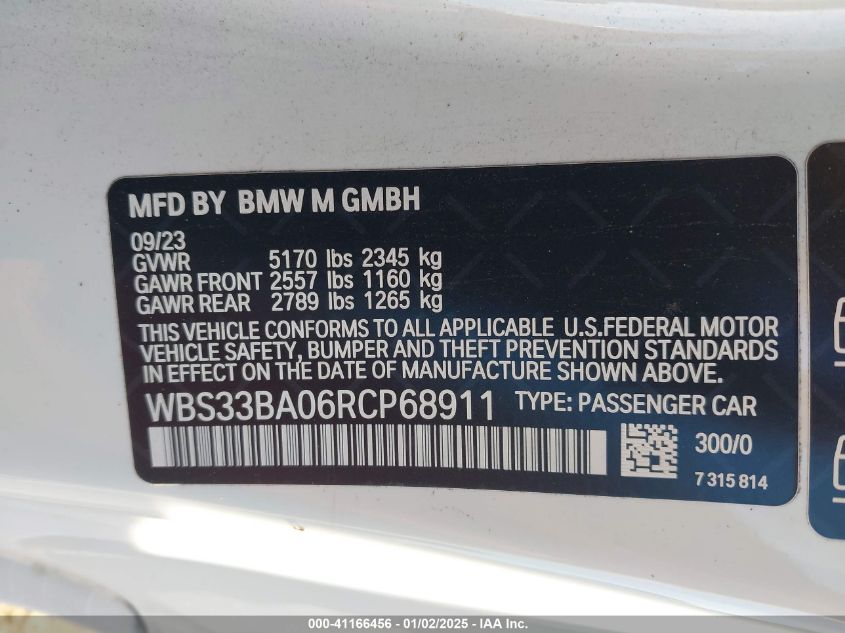 MFD BY BMW M GMBH
09/23
GVWR 5170 lbs 2345 kg
GAWR FRONT 2557 lbs 1160 kg
GAWR REAR 2789 lbs 1265 kg
THIS VEHICLE CONFORMS TO ALL APPLICABLE U.S.FEDERAL MOTOR
VEHICLE SAFETY, BUMPER AND THEFT PREVENTION STANDARDS
IN EFFECT ON THE DATE OF MANUFACTURE SHOWN ABOVE.
WBS33BA06RCP68911 TYPE: PASSENGER CAR
300/0
7 315 814
000-41166456 - 01/02/2025 - IAA Inc.